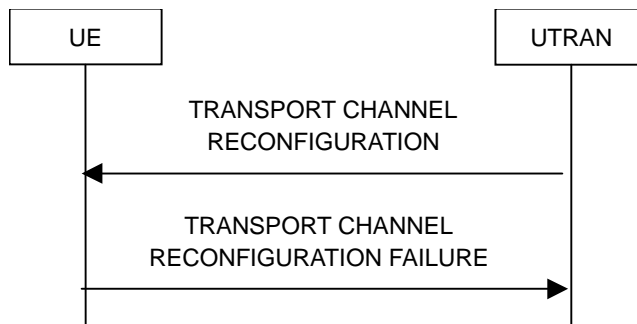 UE
UTRAN
TRANSPORT CHANNEL
RECONFIGURATION
TRANSPORT CHANNEL
RECONFIGURATION FAILURE